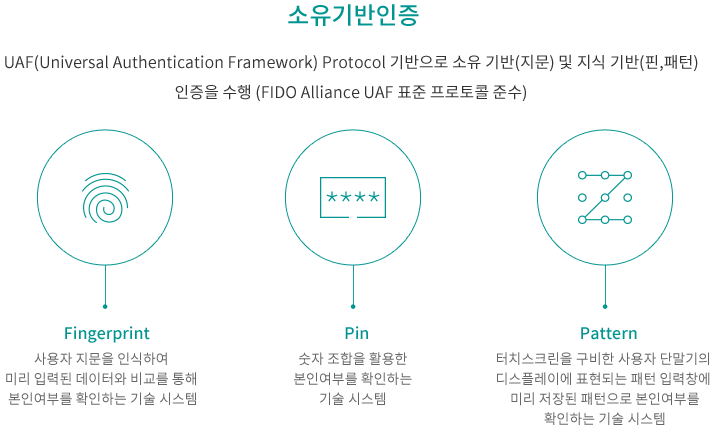 소유기반인증
UAF(Universal Authentication Framework) Protocol 기반으로 소유 기반(지문) 및 지식 기반(핀,패턴)
인증을 수행 (FIDO Alliance UAF 표준 프로토콜 준수)
****
Fingerprint
사용자 지문을 인식하여
미리 입력된 데이터와 비교를 통해
본인여부를 확인하는 기술 시스템
Pin
숫자 조합을 활용한
본인여부를 확인하는
기술 시스템
Pattern
터치스크린을 구비한 사용자 단말기의
디스플레이에 표현되는 패턴 입력창에
미리 저장된 패턴으로 본인여부를
확인하는 기술 시스템